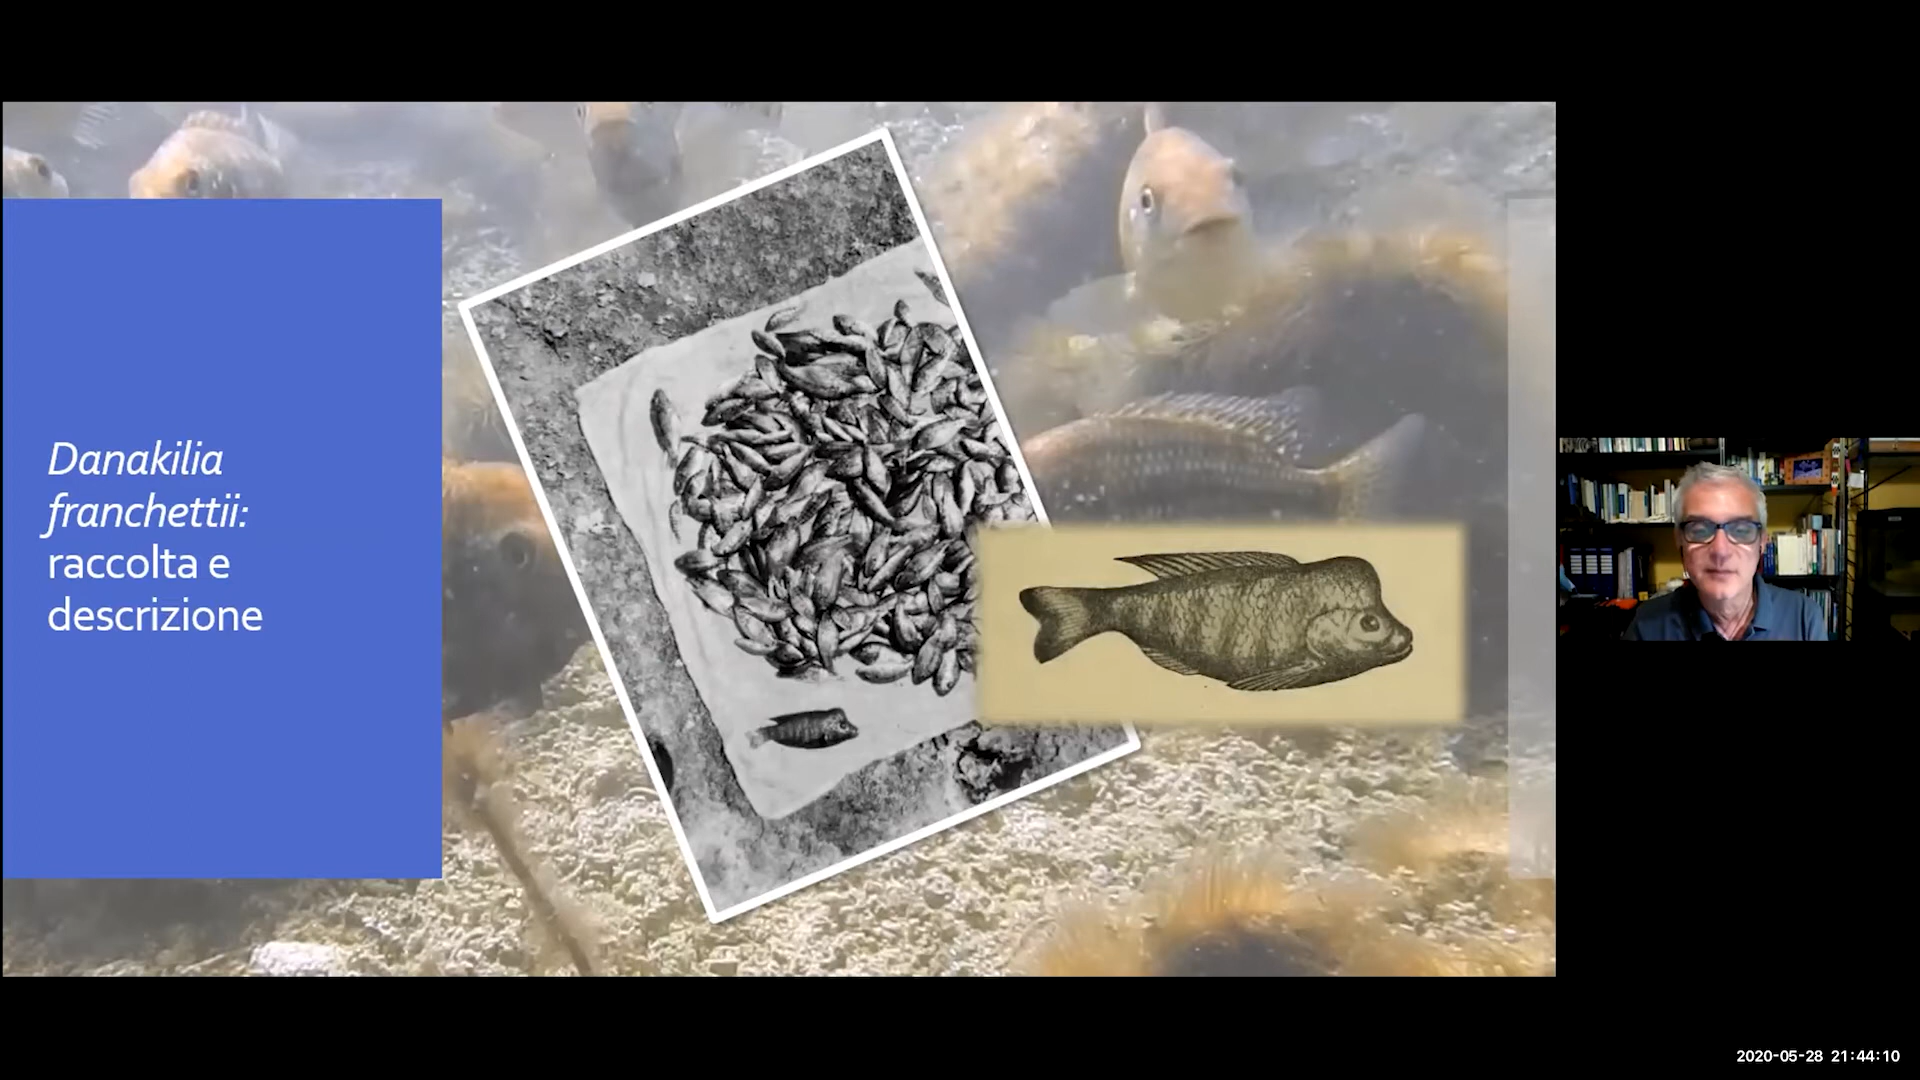 Danakilia
franchettii:
raccolta e
descrizione
2020-05-28 21:44:10